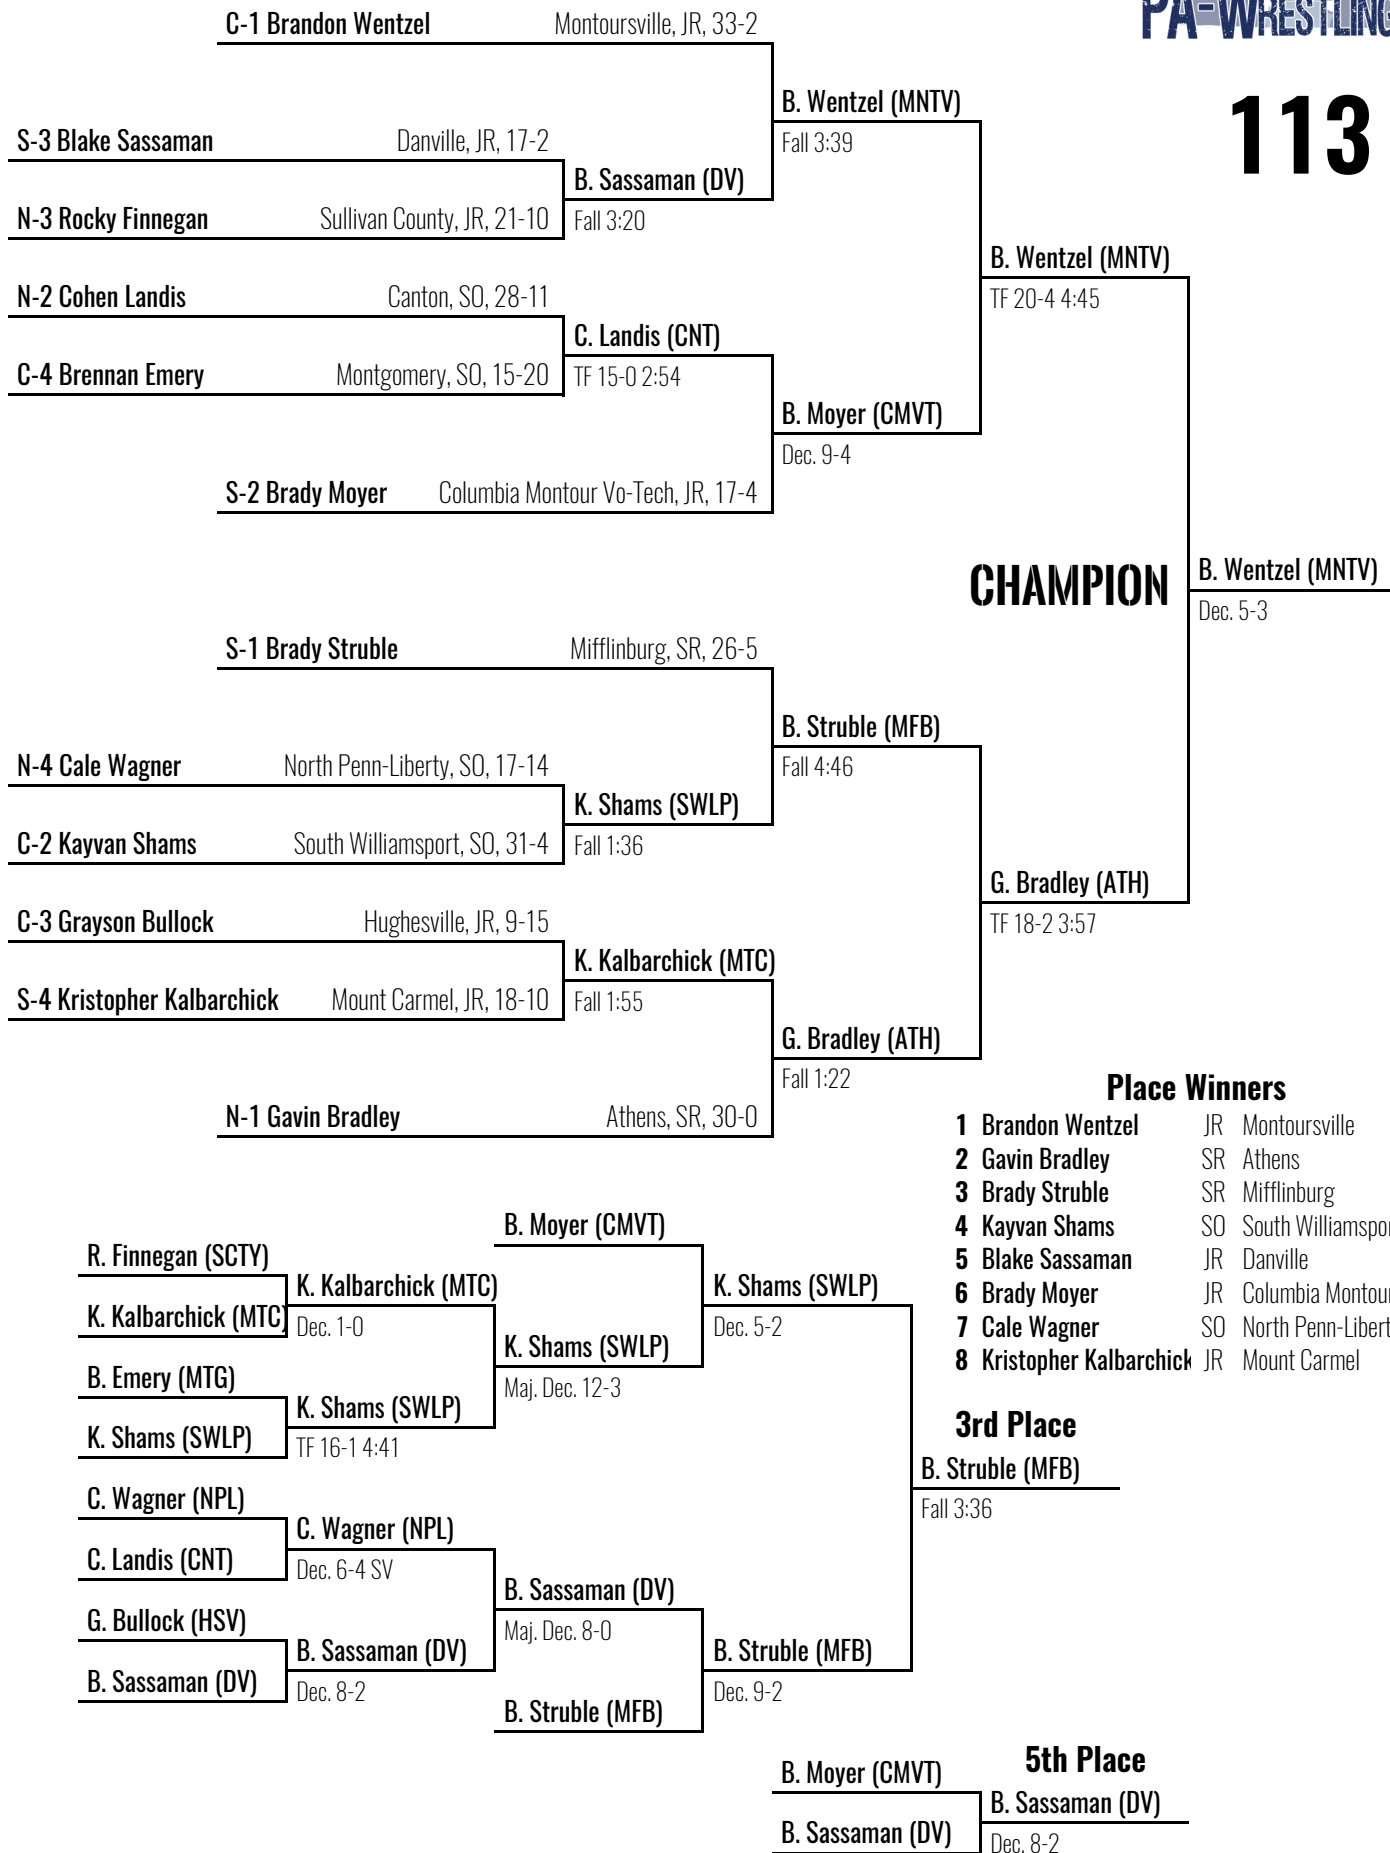 PA-WRESTLING
113
C-1 Brandon Wentzel Montoursville, JR, 33-2
B. Wentzel (MNTV)
Fall 3:39
S-3 Blake Sassaman Danville, JR, 17-2
B. Sassaman (DV)
Fall 3:20
N-3 Rocky Finnegan Sullivan County, JR, 21-10
B. Wentzel (MNTV)
TF 20-4 4:45
N-2 Cohen Landis Canton, SO, 28-11
C. Landis (CNT)
TF 15-0 2:54
C-4 Brennan Emery Montgomery, SO, 15-20
B. Moyer (CMVT)
Dec. 9-4
S-2 Brady Moyer Columbia Montour Vo-Tech, JR, 17-4
CHAMPION
B. Wentzel (MNTV)
Dec. 5-3
S-1 Brady Struble Mifflinburg, SR, 26-5
B. Struble (MFB)
Fall 4:46
N-4 Cale Wagner North Penn-Liberty, SO, 17-14
K. Shams (SWLP)
Fall 1:36
C-2 Kayvan Shams South Williamsport, SO, 31-4
G. Bradley (ATH)
TF 18-2 3:57
C-3 Grayson Bullock Hughesville, JR, 9-15
K. Kalbarchick (MTC)
Fall 1:55
S-4 Kristopher Kalbarchick Mount Carmel, JR, 18-10
G. Bradley (ATH)
Fall 1:22
N-1 Gavin Bradley Athens, SR, 30-0
Place Winners
1 Brandon Wentzel JR Montoursville
2 Gavin Bradley SR Athens
3 Brady Struble SR Mifflinburg
4 Kayvan Shams SO South Williamspor
5 Blake Sassaman JR Danville
6 Brady Moyer JR Columbia Montour
7 Cale Wagner SO North Penn-Libert
8 Kristopher Kalbarchick JR Mount Carmel
B. Moyer (CMVT)
R. Finnegan (SCTY)
K. Kalbarchick (MTC)
Dec. 1-0
K. Kalbarchick (MTC)
K. Shams (SWLP)
Dec. 5-2
K. Shams (SWLP)
Maj. Dec. 12-3
B. Emery (MTG)
K. Shams (SWLP)
TF 16-1 4:41
K. Shams (SWLP)
3rd Place
B. Struble (MFB)
Fall 3:36
C. Wagner (NPL)
C. Wagner (NPL)
Dec. 6-4 SV
C. Landis (CNT)
B. Sassaman (DV)
Maj. Dec. 8-0
G. Bullock (HSV)
B. Sassaman (DV)
Dec. 8-2
B. Sassaman (DV)
B. Struble (MFB)
Dec. 9-2
B. Struble (MFB)
5th Place
B. Moyer (CMVT)
B. Sassaman (DV)
Dec. 8-2
B. Sassaman (DV)